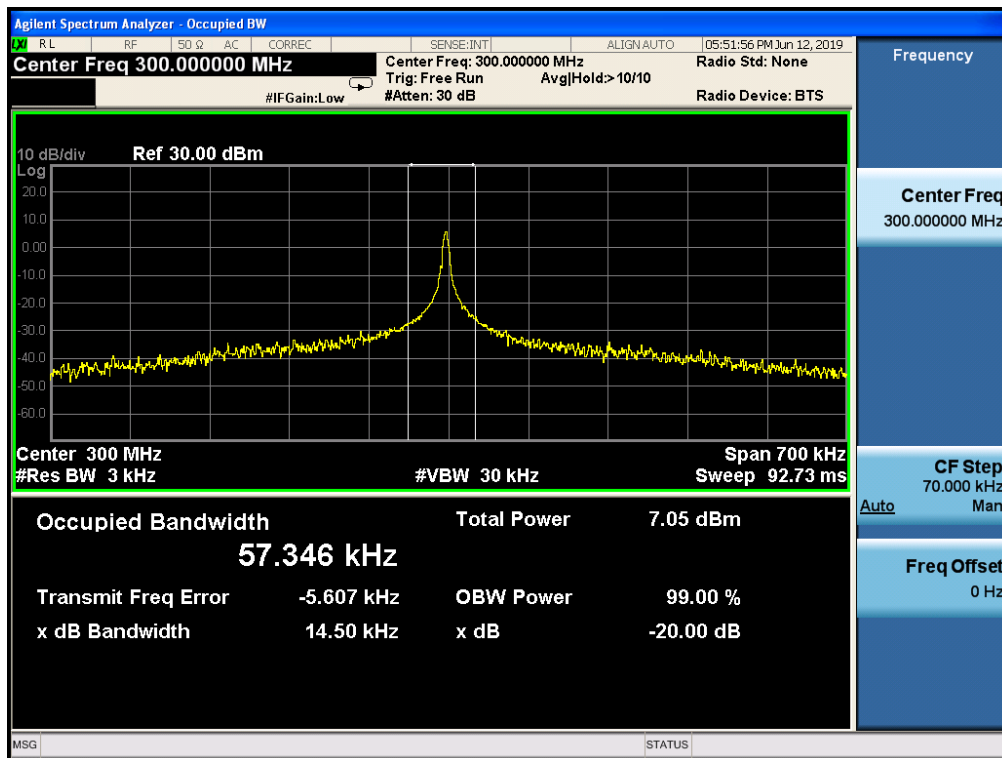 Agilent Spectrum Analyzer - Occupied BW
LXI RL RF 50 Ω AC CORREC SENSE:INT ALIGN AUTO 05:51:56 PM Jun 12, 2019
Center Freq 300.000000 MHz
Center Freq: 300.000000 MHz Radio Std: None
Trig: Free Run Avg|Hold:>10/10
#IFGain:Low #Atten: 30 dB Radio Device: BTS
10 dB/div Ref 30.00 dBm
Log
20.0
10.0
0.00
-10.0
-20.0
-30.0
-40.0
-50.0
-60.0
Center 300 MHz Span 700 kHz
#Res BW 3 kHz #VBW 30 kHz Sweep 92.73 ms
Occupied Bandwidth Total Power 7.05 dBm
57.346 kHz
Transmit Freq Error -5.607 kHz OBW Power 99.00 %
x dB Bandwidth 14.50 kHz x dB -20.00 dB
MSG STATUS
Frequency
Center Freq
300.000000 MHz
CF Step
70.000 kHz
Auto Man
Freq Offset
0 Hz